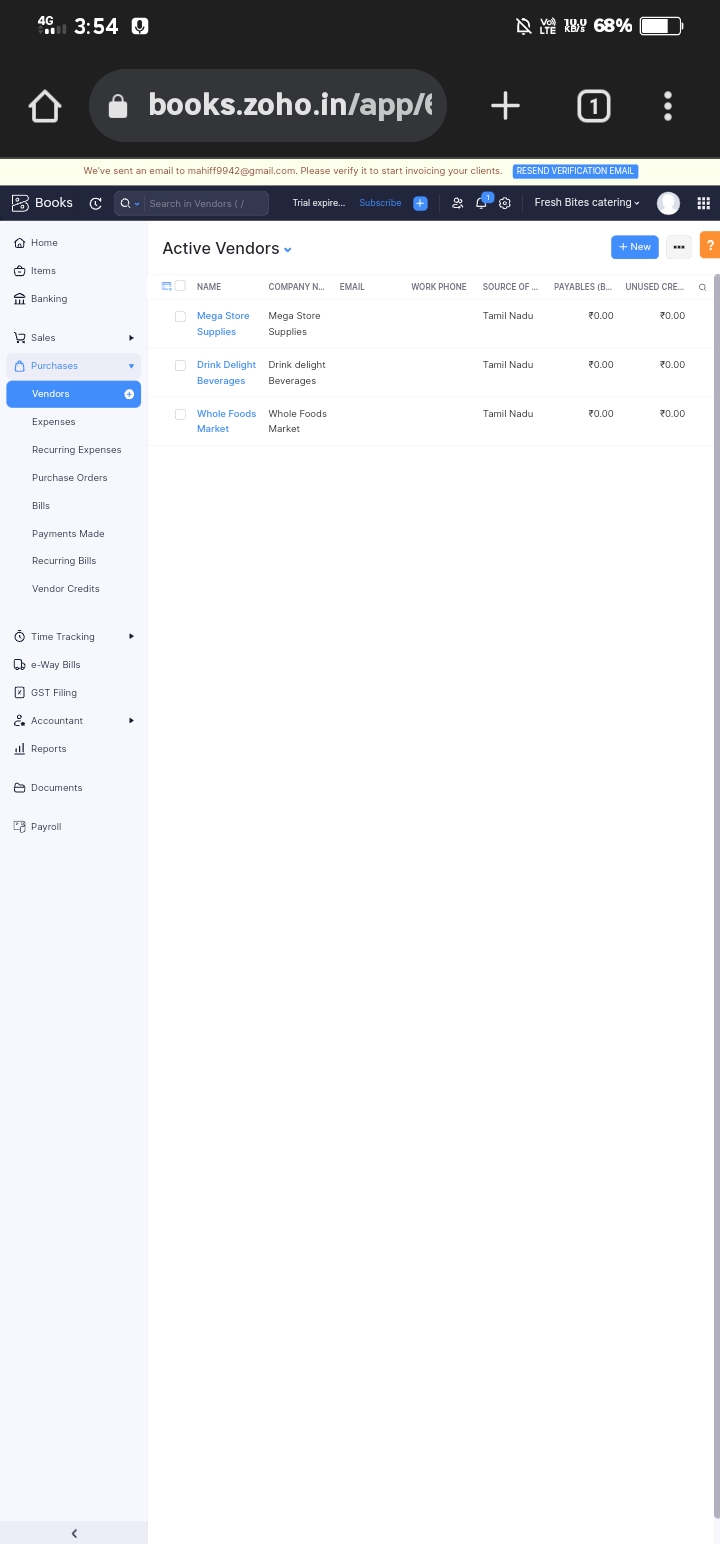 4G 3:54 Vo) LTE 10.0 KB/s 68%
books.zoho.in/app/ 1
We've sent an email to mahiff9942@gmail.com. Please verify it to start invoicing your clients. RESEND VERIFICATION EMAIL
Books Search in Vendors ( / Trial expire... Subscribe 1 Fresh Bites catering
Home
Items
Banking
Sales
Purchases
Vendors
Expenses
Recurring Expenses
Purchase Orders
Bills
Payments Made
Recurring Bills
Vendor Credits
Time Tracking
e-Way Bills
GST Filing
Accountant
Reports
Documents
Payroll
Active Vendors + New ?
NAME COMPANY N... EMAIL WORK PHONE SOURCE OF ... PAYABLES (B... UNUSED CRE...
Mega Store Mega Store Tamil Nadu ₹0.00 ₹0.00
Supplies Supplies
Drink Delight Drink delight Tamil Nadu ₹0.00 ₹0.00
Beverages Beverages
Whole Foods Whole Foods Tamil Nadu ₹0.00 ₹0.00
Market Market